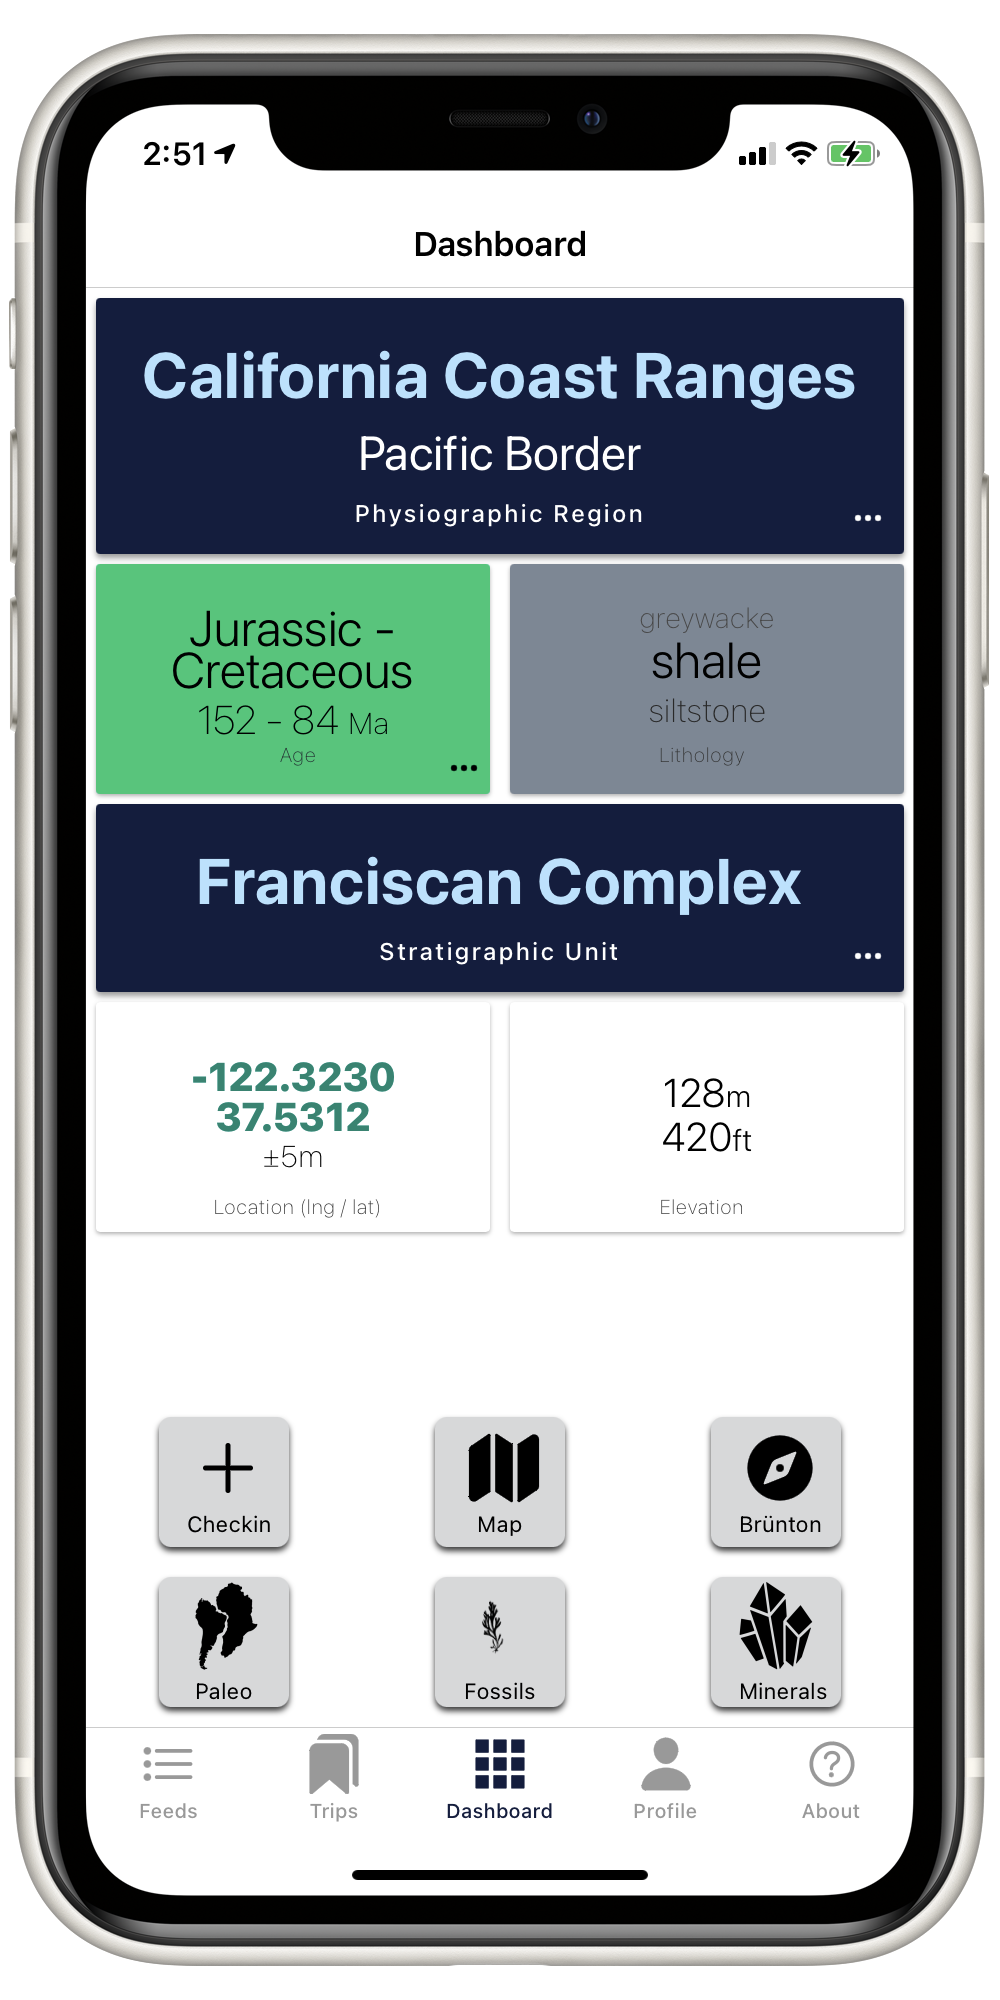 2:51
Dashboard
California Coast Ranges
Pacific Border
Physiographic Region
Jurassic -
Cretaceous
152 - 84 Ma
Age
greywacke
shale
siltstone
Lithology
Franciscan Complex
Stratigraphic Unit
-122.3230
37.5312
±5m
Location (lng / lat)
128m
420ft
Elevation
Checkin
Map
Brünton
Paleo
Fossils
Minerals
Feeds
Trips
Dashboard
Profile
About